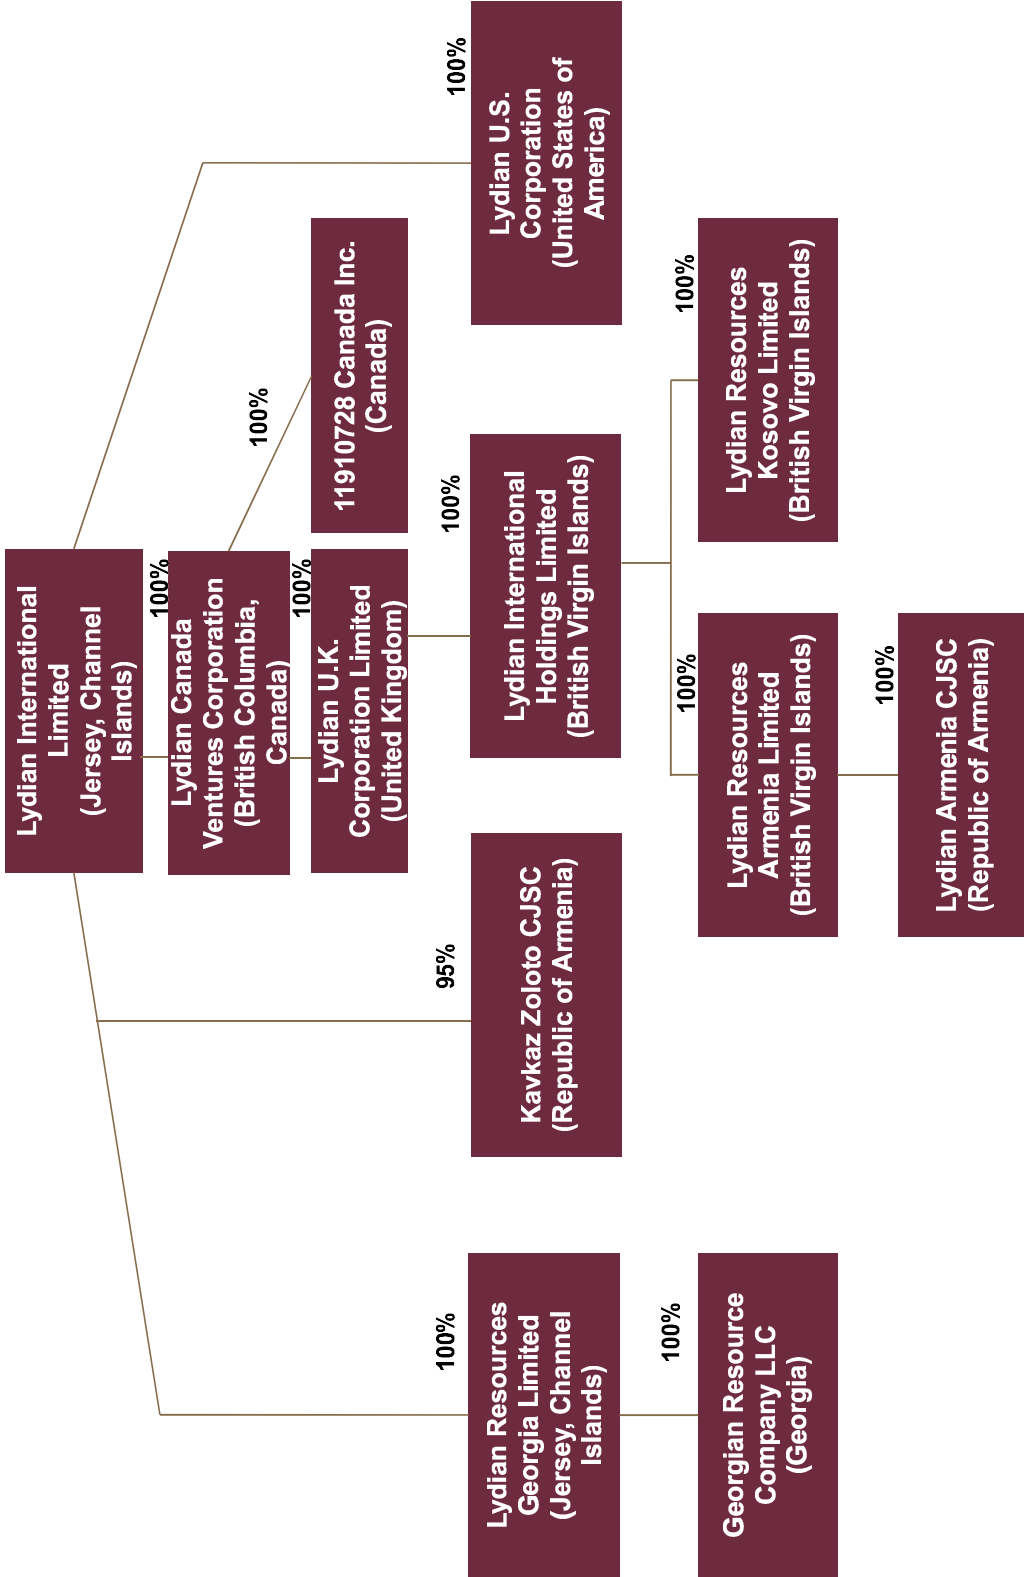 Lydian International
Limited
(Jersey, Channel
Islands)
100%
Lydian Canada
Ventures Corporation
(British Columbia,
Canada)
100%
100%
Lydian U.K.
Corporation Limited
(United Kingdom)
11910728 Canada Inc.
(Canada)
100%
Lydian Resources
Georgia Limited
(Jersey, Channel
Islands)
95%
Kavkaz Zoloto CJSC
(Republic of Armenia)
100%
Lydian International
Holdings Limited
(British Virgin Islands)
100%
Lydian U.S.
Corporation
(United States of
America)
100%
Georgian Resource
Company LLC
(Georgia)
100%
Lydian Resources
Armenia Limited
(British Virgin Islands)
100%
Lydian Resources
Kosovo Limited
(British Virgin Islands)
100%
Lydian Armenia CJSC
(Republic of Armenia)